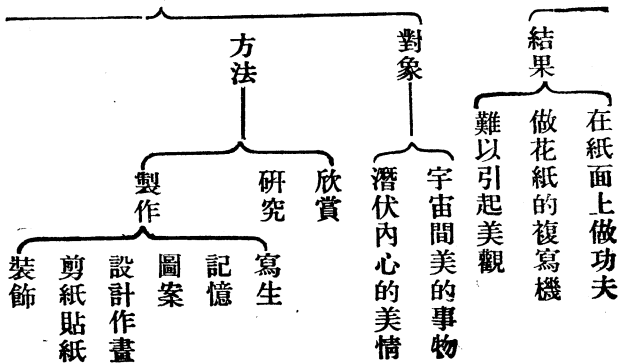 結果
在紙面上做功夫
做花紙的複寫機
難以引起美觀
對象
宇宙間美的事物
潛伏內心的美情
方法
欣賞
研究
製作
寫生
記憶
圖案
設計作畫
剪紙貼紙
裝飾